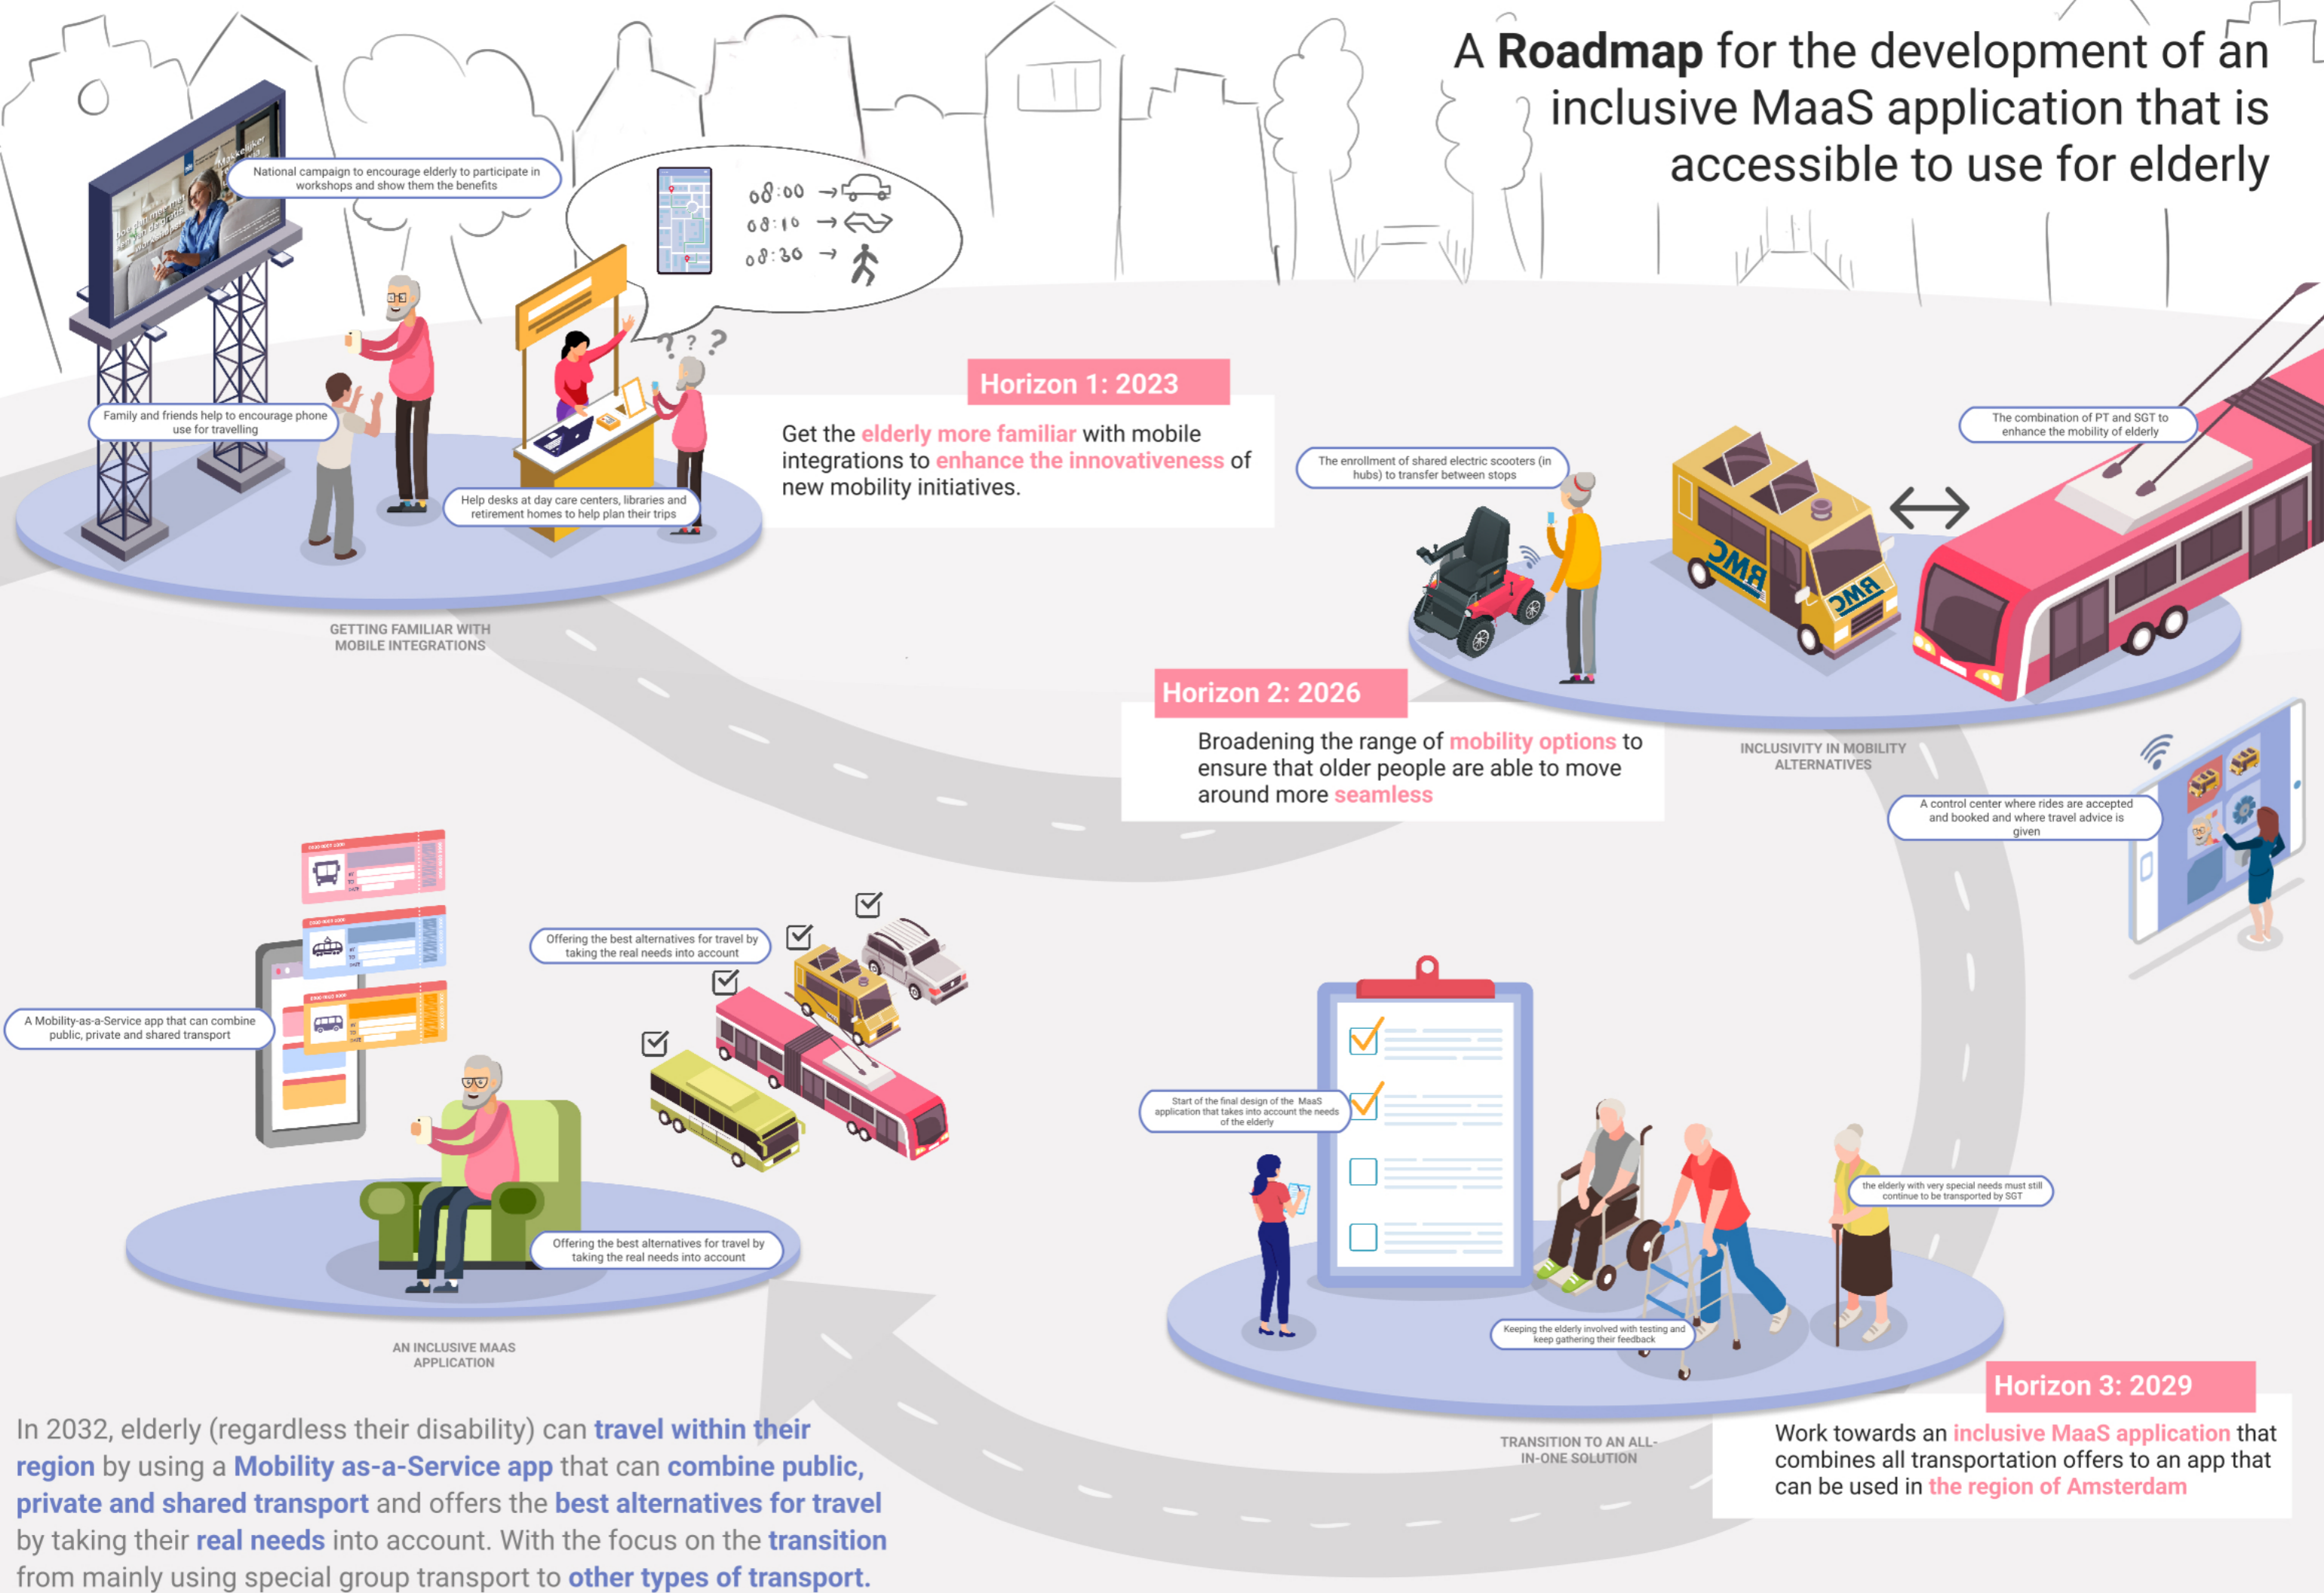 A Roadmap for the development of an
inclusive MaaS application that is
accessible to use for elderly
National campaign to encourage elderly to participate in
workshops and show them the benefits
08:00
08:10
08:30
? ? ?
Family and friends help to encourage phone
use for travelling
Help desks at day care centers, libraries and
retirement homes to help plan their trips
GETTING FAMILIAR WITH
MOBILE INTEGRATIONS
Horizon 1: 2023
Get the elderly more familiar with mobile
integrations to enhance the innovativeness of
new mobility initiatives.
The enrollment of shared electric scooters (in
hubs) to transfer between stops
The combination of PT and SGT to
enhance the mobility of elderly
RMC
RMC
INCLUSIVITY IN MOBILITY
ALTERNATIVES
Horizon 2: 2026
Broadening the range of mobility options to
ensure that older people are able to move
around more seamless
A control center where rides are accepted
and booked and where travel advice is
given
Start of the final design of the MaaS
application that takes into account the needs
of the elderly
the elderly with very special needs must still
continue to be transported by SGT
Keeping the elderly involved with testing and
keep gathering their feedback
TRANSITION TO AN ALL-
IN-ONE SOLUTION
Horizon 3: 2029
Work towards an inclusive MaaS application that
combines all transportation offers to an app that
can be used in the region of Amsterdam
A Mobility-as-a-Service app that can combine
public, private and shared transport
Offering the best alternatives for travel by
taking the real needs into account
Offering the best alternatives for travel by
taking the real needs into account
AN INCLUSIVE MAAS
APPLICATION
In 2032, elderly (regardless their disability) can travel within their
region by using a Mobility as-a-Service app that can combine public,
private and shared transport and offers the best alternatives for travel
by taking their real needs into account. With the focus on the transition
from mainly using special group transport to other types of transport.